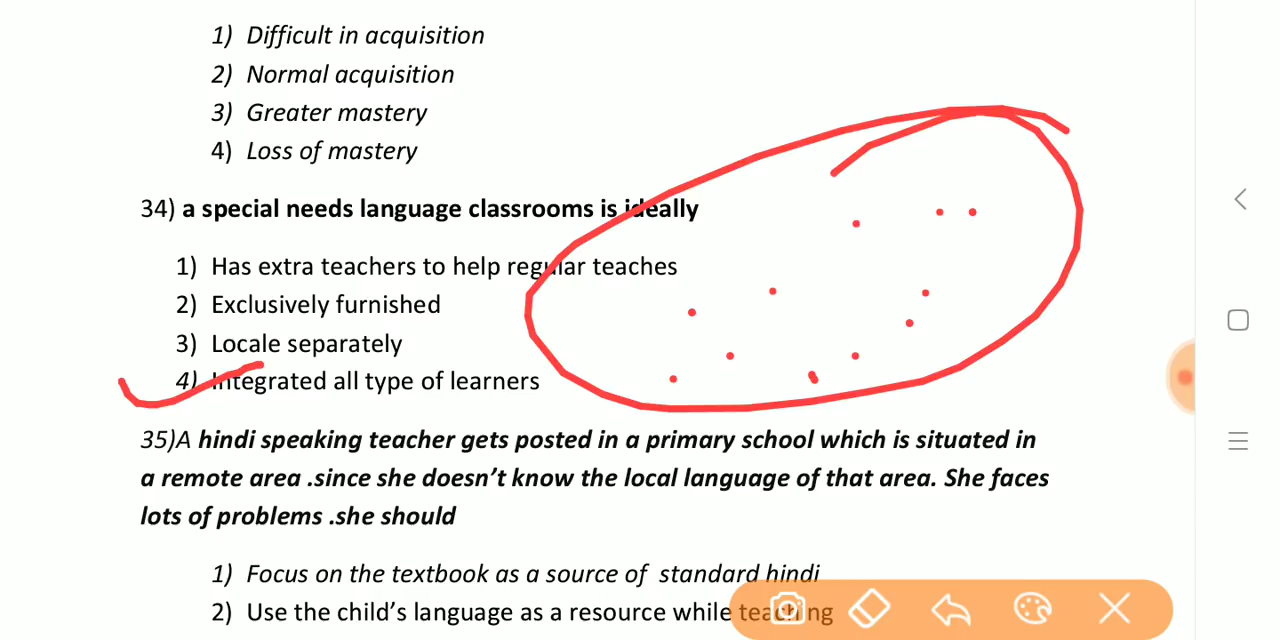 1) Difficult in acquisition
2) Normal acquisition
3) Greater mastery
4) Loss of mastery
34) a special needs language classrooms is ideally
1) Has extra teachers to help regular teaches
2) Exclusively furnished
3) Locale separately
4) Integrated all type of learners
35)A hindi speaking teacher gets posted in a primary school which is situated in
a remote area .since she doesn't know the local language of that area. She faces
lots of problems .she should
1) Focus on the textbook as a source of standard hindi
2) Use the child's language as a resource while teaching